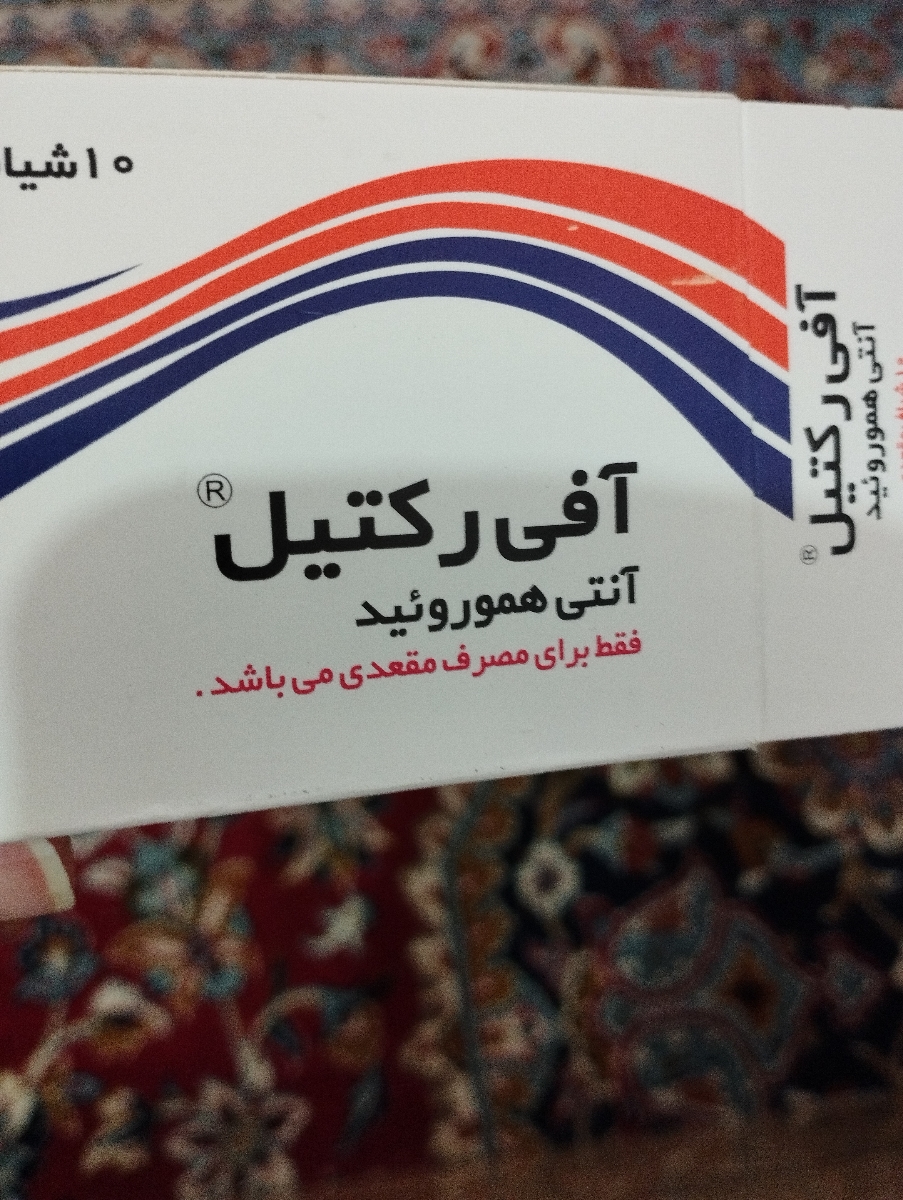 ۱۰ شیا
آفی رکتیل®
آنتی هموروئید
فقط برای مصرف مقعدی می باشد.
آفی رکتیل®
آنتی هموروئید